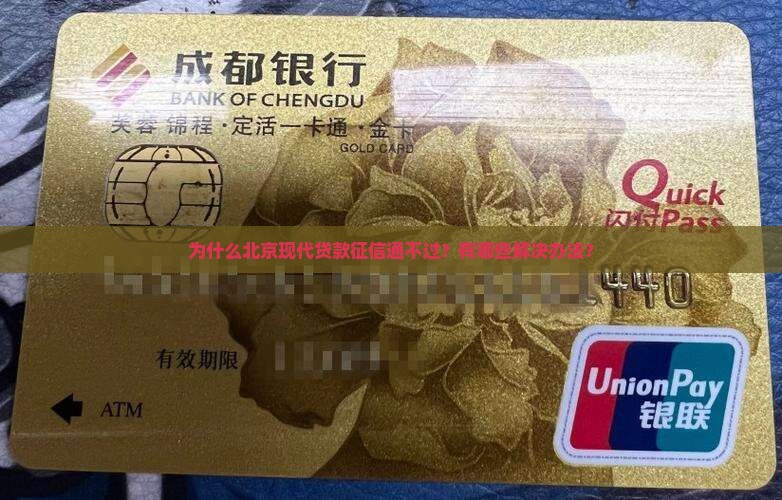 成都银行
BANK OF CHENGDU
芙蓉 锦程·定活一卡通·金卡
GOLD CARD
Quick
闪付Pass
为什么北京现代贷款征信通不过?有哪些解决办法?
1440
有效期限
ATM
UnionPay
银联